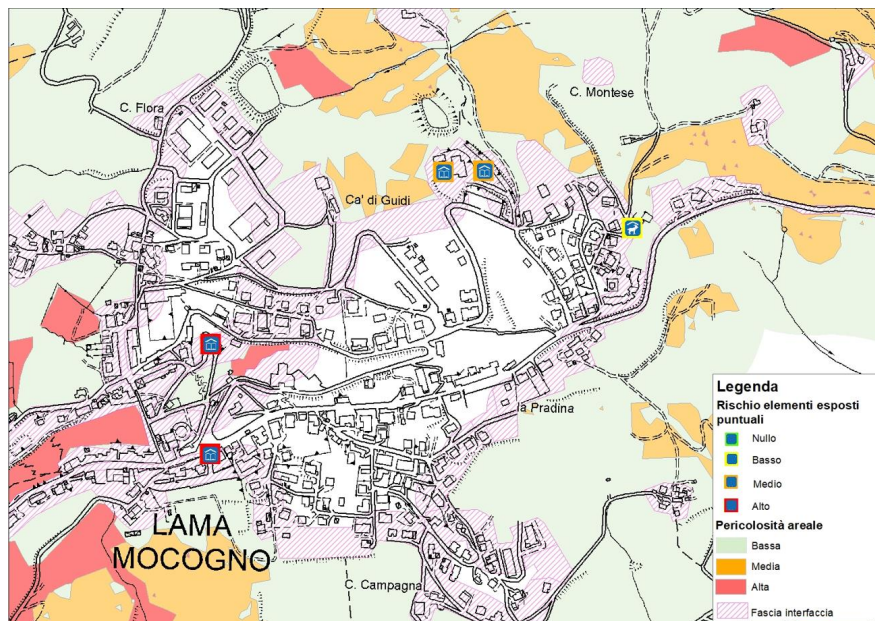 C. Flora
C. Montese
Ca' di Guidi
la Pradina
LAMA
MOCOGNO
C. Campagna
Legenda
Rischio elementi esposti
puntuali
Nullo
Basso
Medio
Alto
Pericolosità areale
Bassa
Media
Alta
Fascia interfaccia